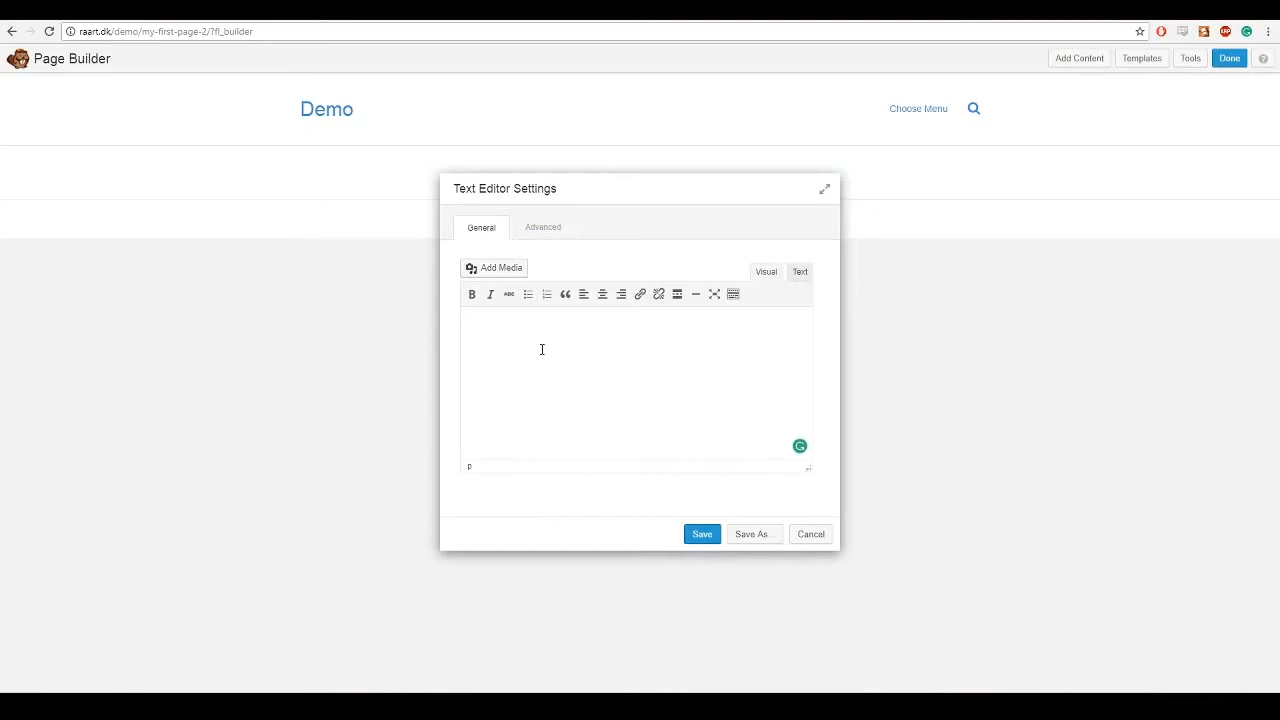 raart.dk/demo/my-first-page-2/?fl_builder
Page Builder
Add Content
Templates
Tools
Done
Demo
Choose Menu
Text Editor Settings
General
Advanced
Add Media
Visual
Text
B I ABC
p
Save
Save As...
Cancel